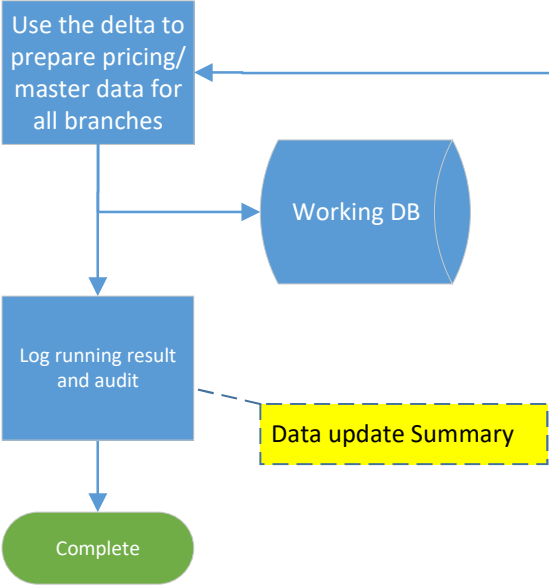 Use the delta to
prepare pricing/
master data for
all branches
Working DB
Log running result
and audit
Data update Summary
Complete